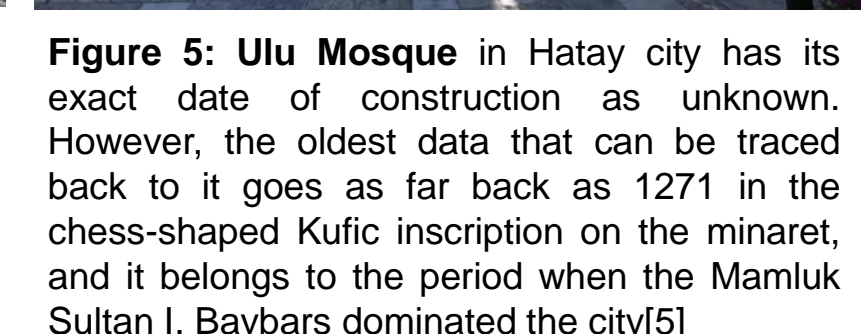 Figure 5: Ulu Mosque in Hatay city has its
exact date of construction as unknown.
However, the oldest data that can be traced
back to it goes as far back as 1271 in the
chess-shaped Kufic inscription on the minaret,
and it belongs to the period when the Mamluk
Sultan I. Baybars dominated the city[5]